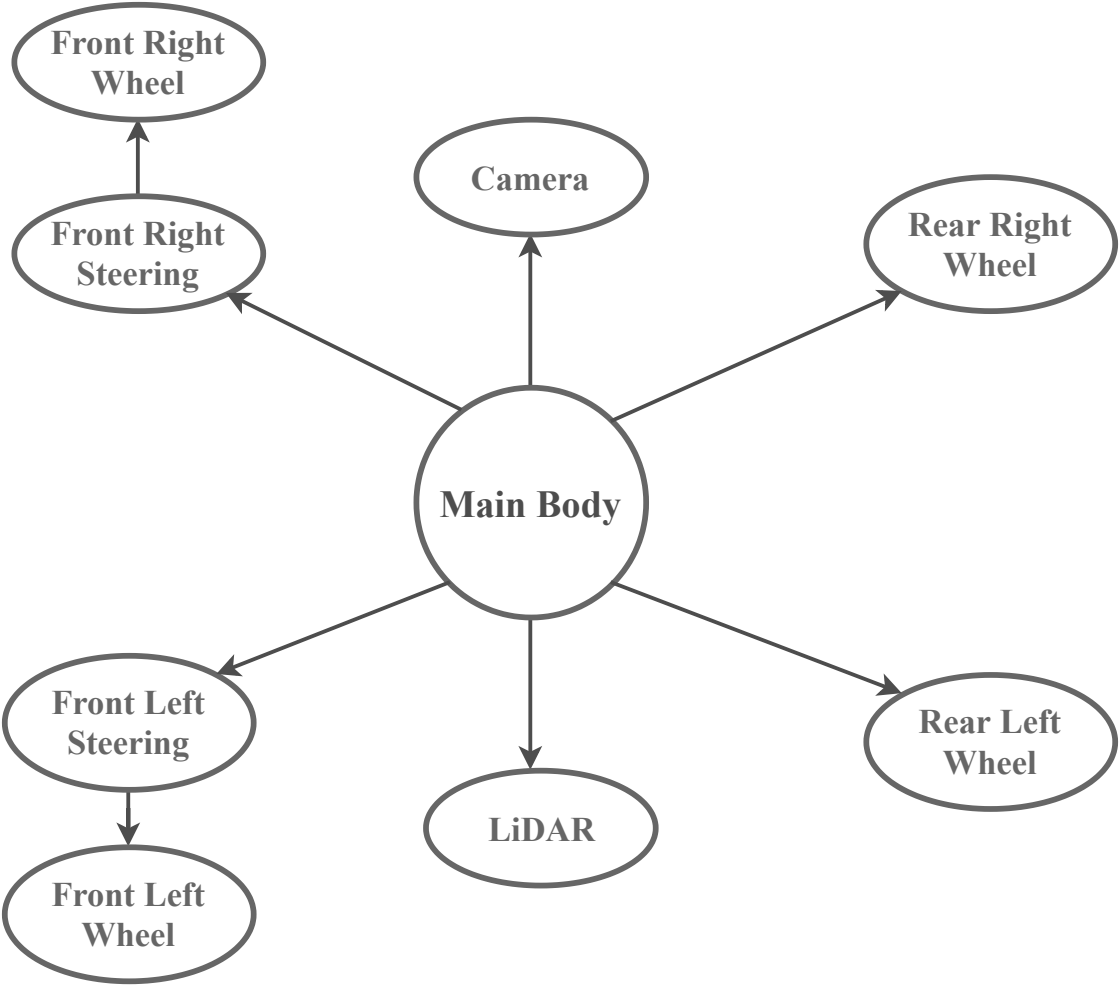 Front Right
Wheel
Camera
Front Right
Steering
Rear Right
Wheel
Main Body
Front Left
Steering
Rear Left
Wheel
LiDAR
Front Left
Wheel